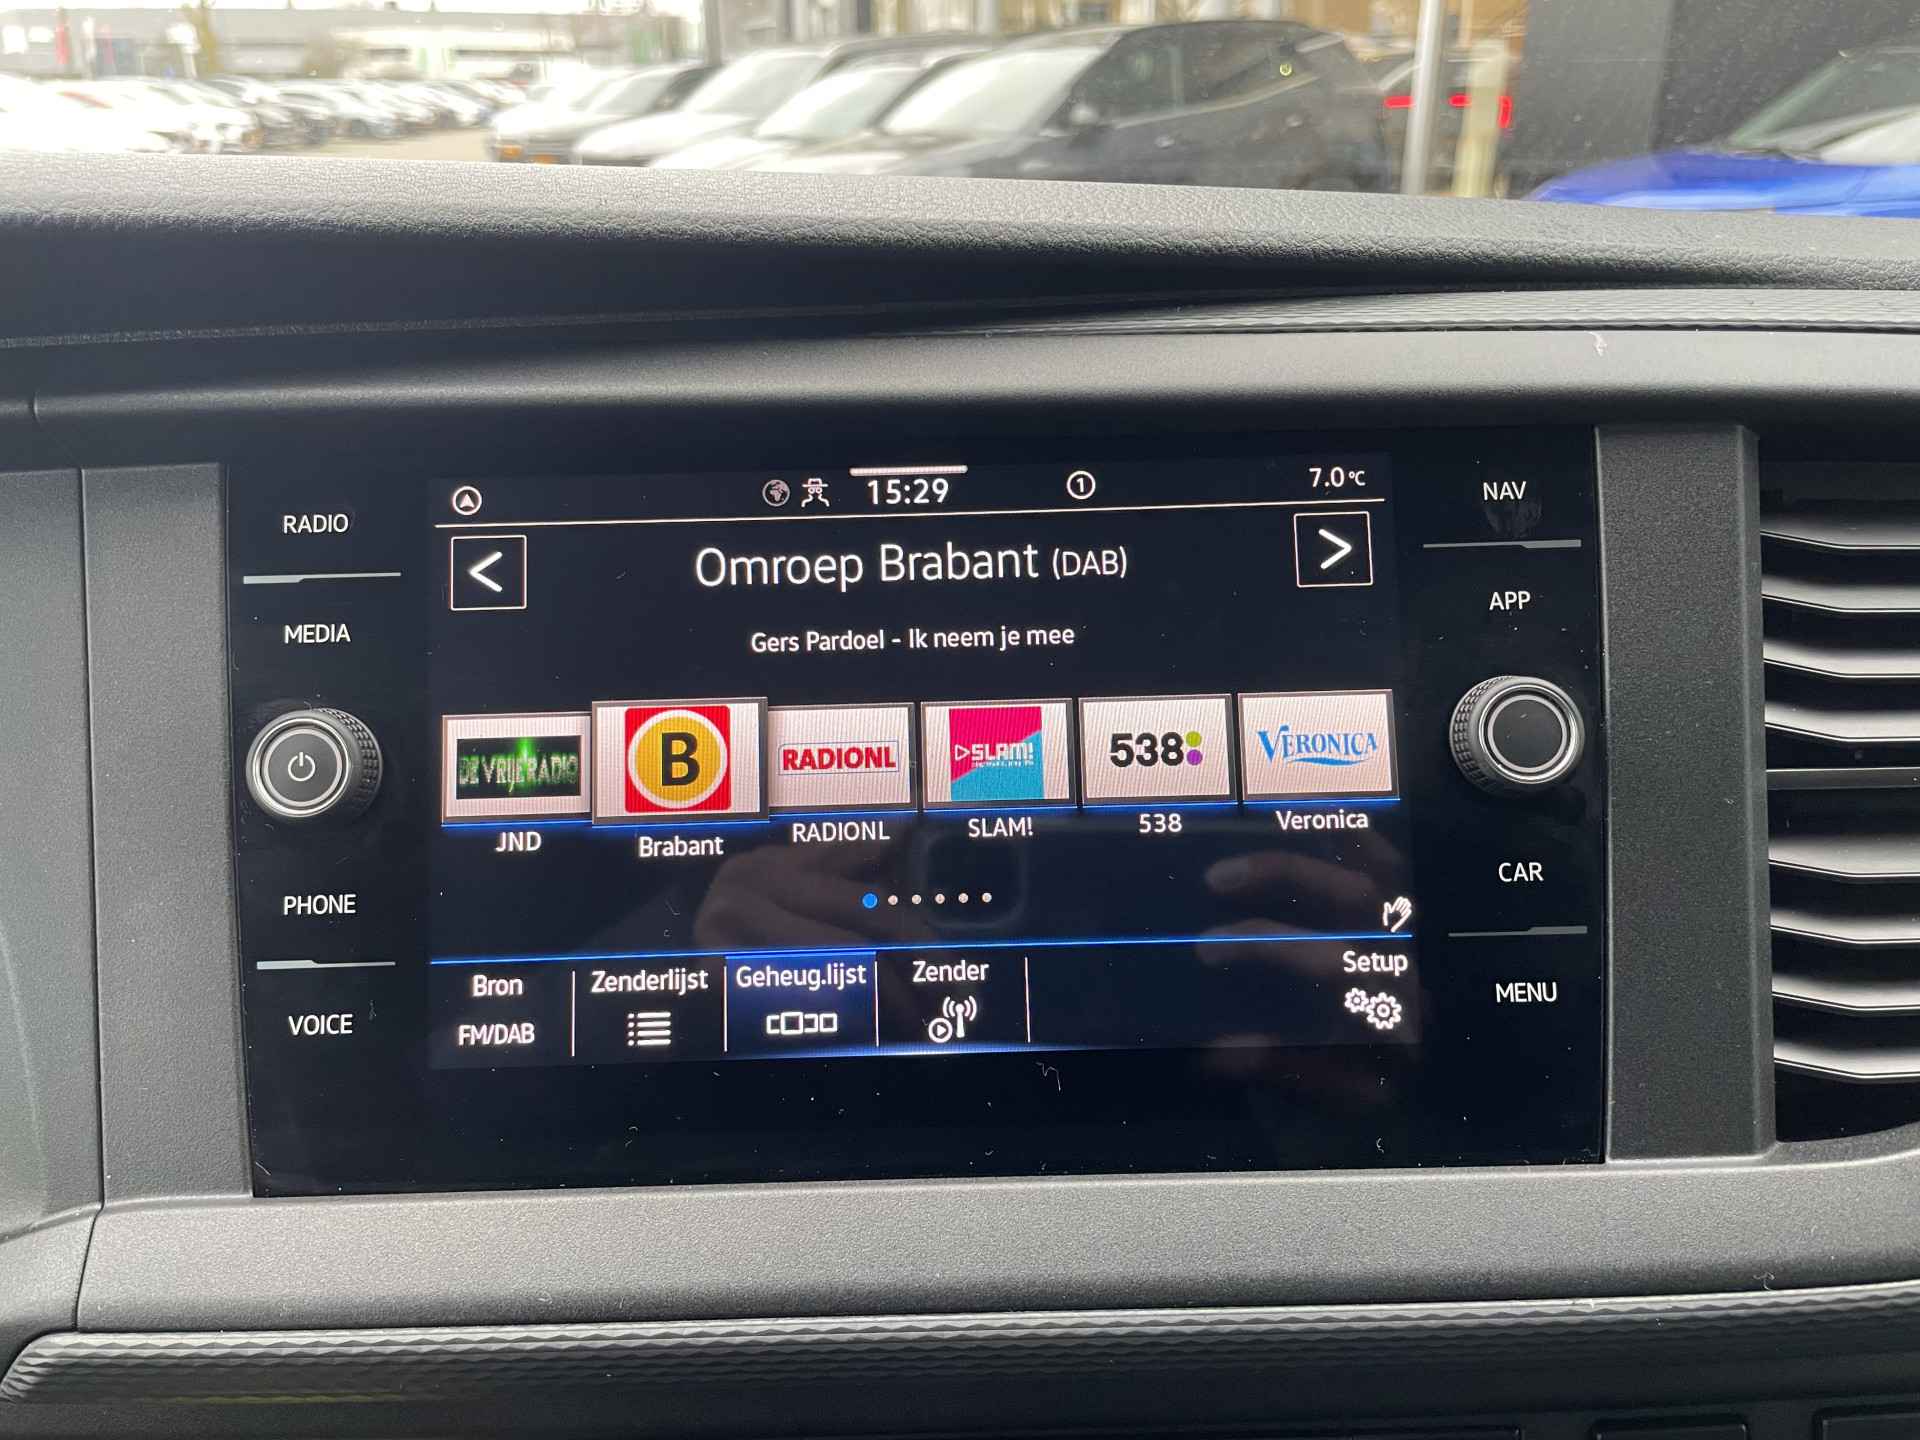 15:29
1
7.0°C
RADIO
MEDIA
PHONE
VOICE
NAV
APP
CAR
MENU
Omroep Brabant (DAB)
Gers Pardoel - Ik neem je mee
DE VRIJE RADIO
B
RADIONL
SLAM!
538
VERONICA
JND
Brabant
RADIONL
SLAM!
538
Veronica
Bron
FM/DAB
Zenderlijst
Geheug.lijst
Zender
Setup